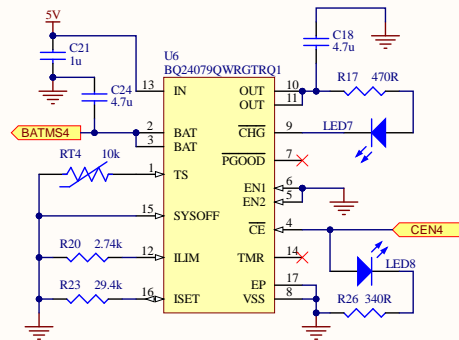 5V
C21
1u
C24
4.7u
BATMS4
RT4 10k
R20 2.74k
R23 29.4k
U6
BQ24079QWRGTRQ1
13 IN
2 BAT
3 BAT
1 TS
15 SYSOFF
12 ILIM
16 ISET
OUT 10
OUT 11
CHG 9
PGOOD 7
EN1 6
EN2 5
CE 4
TMR 14
EP 17
VSS 8
C18
4.7u
R17 470R
LED7
CEN4
LED8
R26 340R